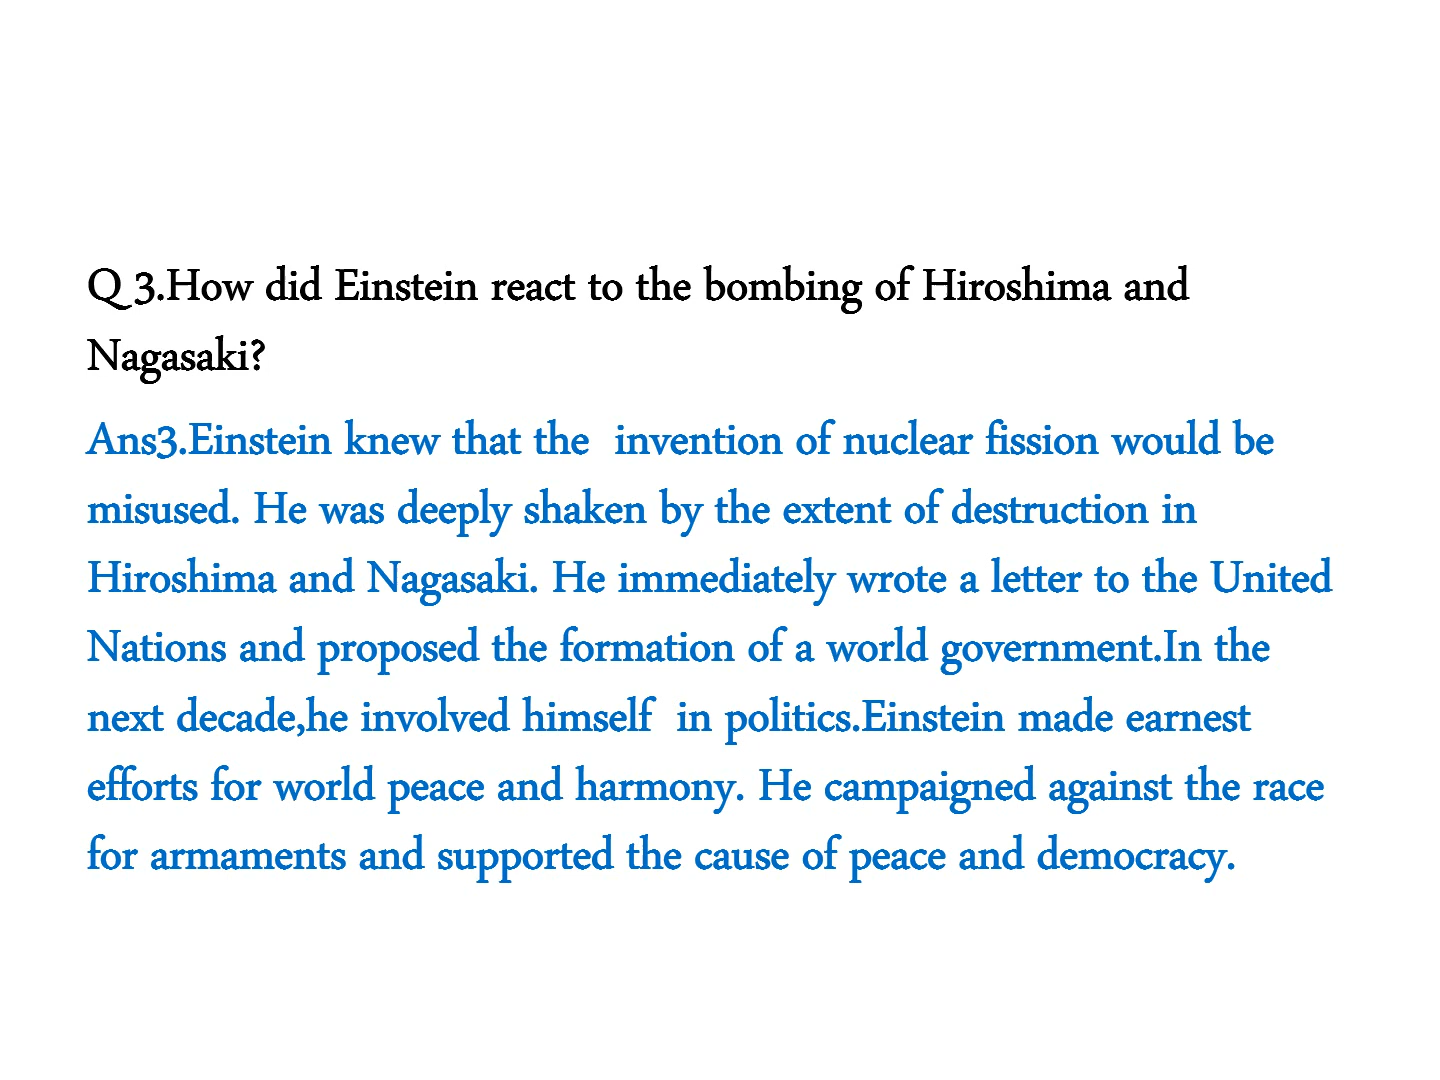 Q 3.How did Einstein react to the bombing of Hiroshima and
Nagasaki?
Ans3.Einstein knew that the  invention of nuclear fission would be
misused. He was deeply shaken by the extent of destruction in
Hiroshima and Nagasaki. He immediately wrote a letter to the United
Nations and proposed the formation of a world government.In the
next decade,he involved himself  in politics.Einstein made earnest
efforts for world peace and harmony. He campaigned against the race
for armaments and supported the cause of peace and democracy.